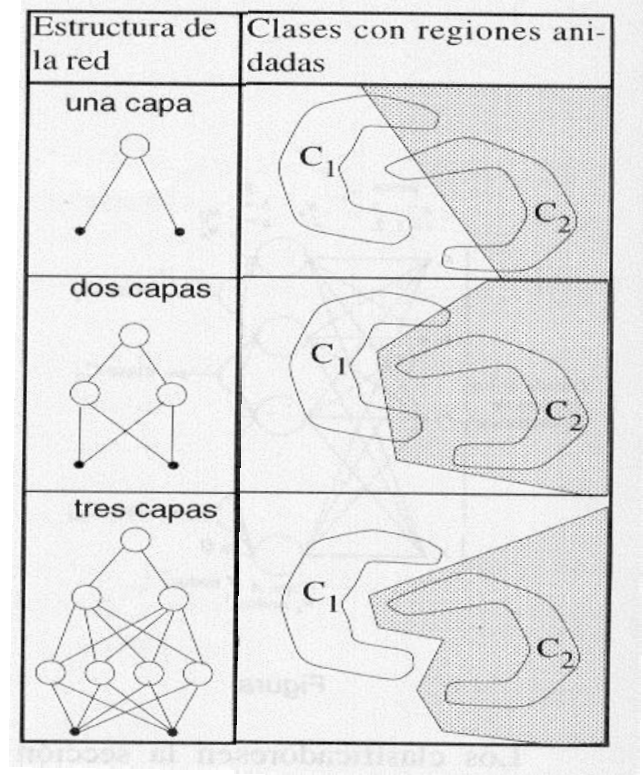 Estructura de
la red
Clases con regiones ani-
dadas
una capa
C1
C2
dos capas
C1
C2
tres capas
C1
C2